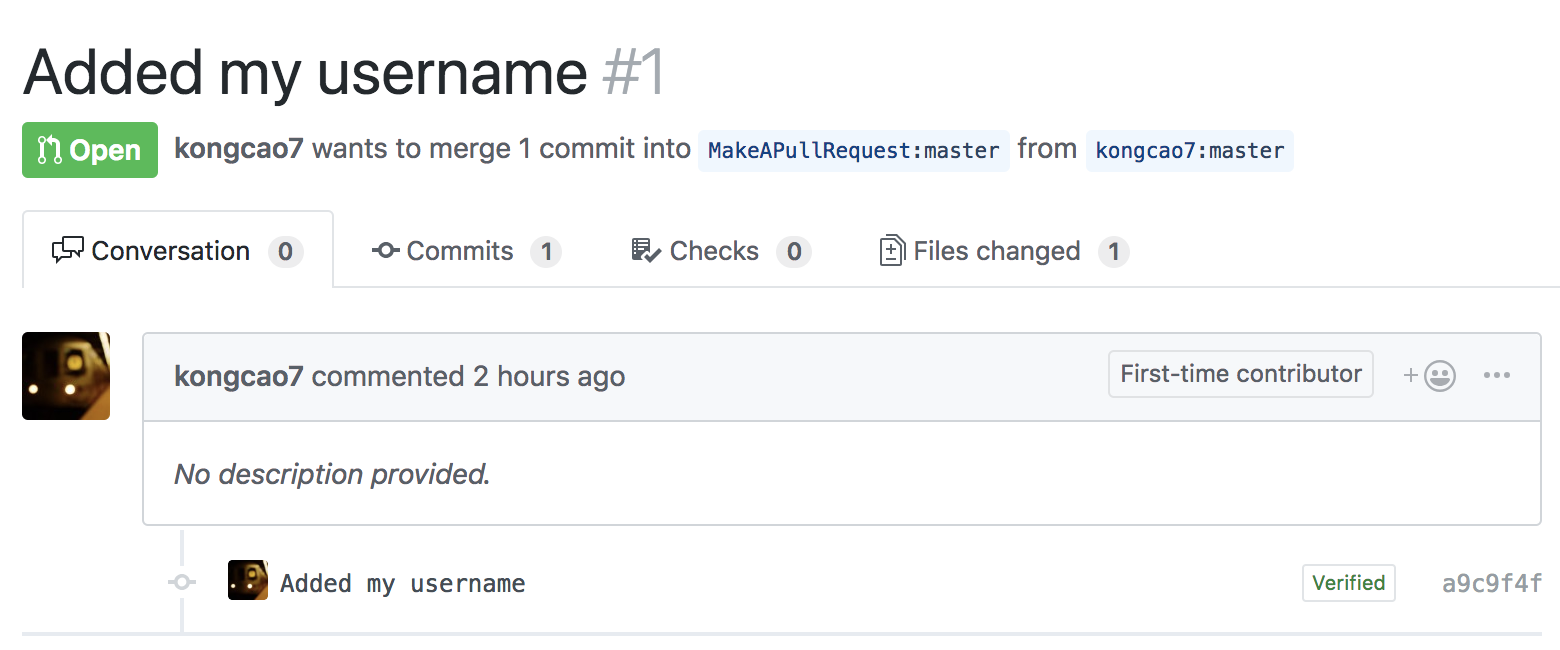 Added my username #1
Open kongcao7 wants to merge 1 commit into MakeAPullRequest:master from kongcao7:master
Conversation 0 Commits 1 Checks 0 Files changed 1
kongcao7 commented 2 hours ago First-time contributor +
No description provided.
Added my username Verified a9c9f4f